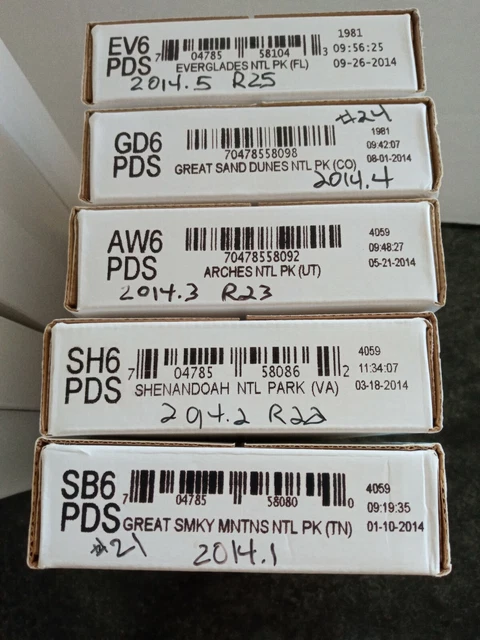 EV6
PDS
7 04785 58104 3
EVERGLADES NTL PK (FL)
1981
09:56:25
09-26-2014
2014.5 R25
#24
GD6
PDS
70478558098
GREAT SAND DUNES NTL PK (CO)
1981
09:42:07
08-01-2014
2014.4
AW6
PDS
70478558092
ARCHES NTL PK (UT)
4059
09:48:27
05-21-2014
2014.3 R23
SH6
PDS
7 04785 58086 2
SHENANDOAH NTL PARK (VA)
4059
11:34:07
03-18-2014
2014.2 R22
SB6
PDS
7 04785 58080 0
GREAT SMKY MNTNS NTL PK (TN)
4059
09:19:35
01-10-2014
#21 2014.1